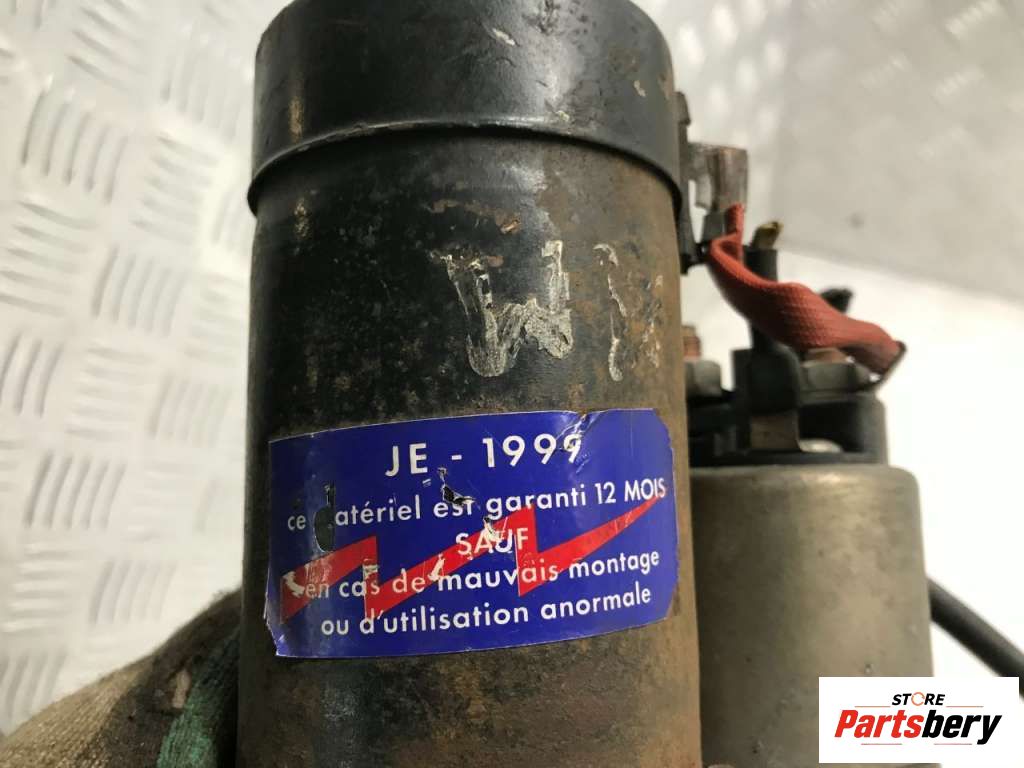 JE - 1999
ce matériel est garanti 12 MOIS
SAUF
en cas de mauvais montage
ou d'utilisation anormale
STORE
Partsbery